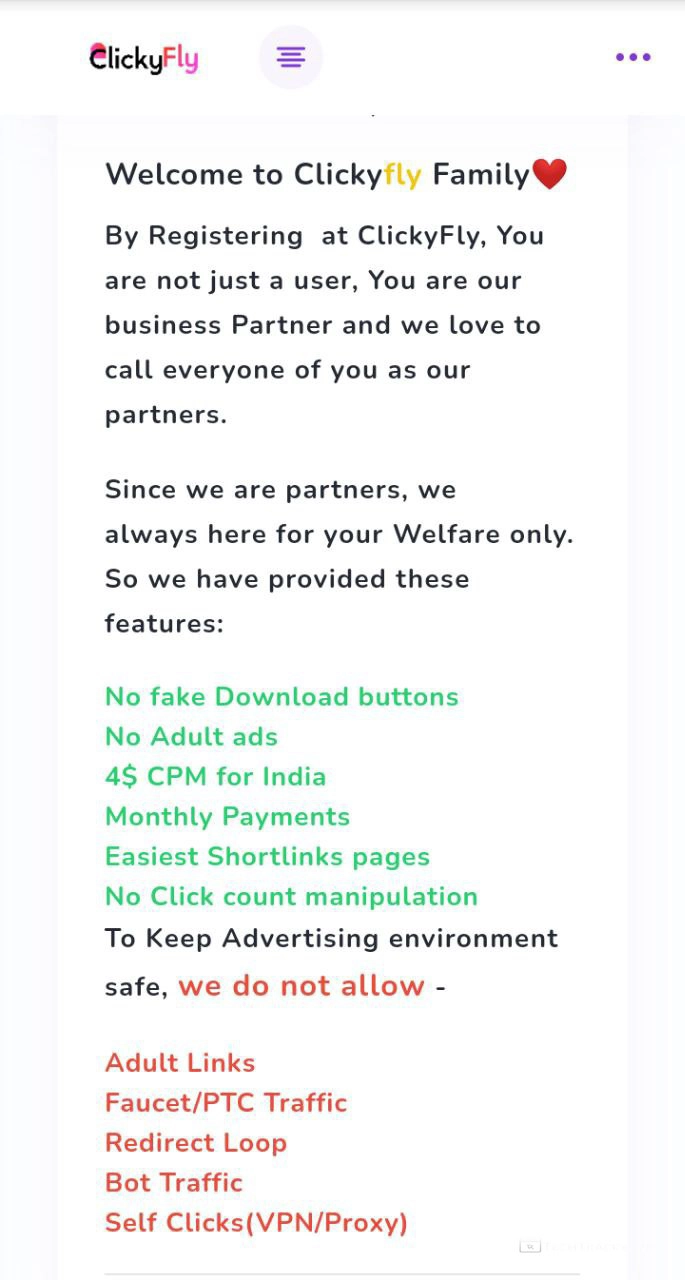 ClickyFly
Welcome to Clickyfly Family❤️
By Registering at ClickyFly, You
are not just a user, You are our
business Partner and we love to
call everyone of you as our
partners.
Since we are partners, we
always here for your Welfare only.
So we have provided these
features:
No fake Download buttons
No Adult ads
4$ CPM for India
Monthly Payments
Easiest Shortlinks pages
No Click count manipulation
To Keep Advertising environment
safe, we do not allow -
Adult Links
Faucet/PTC Traffic
Redirect Loop
Bot Traffic
Self Clicks(VPN/Proxy)